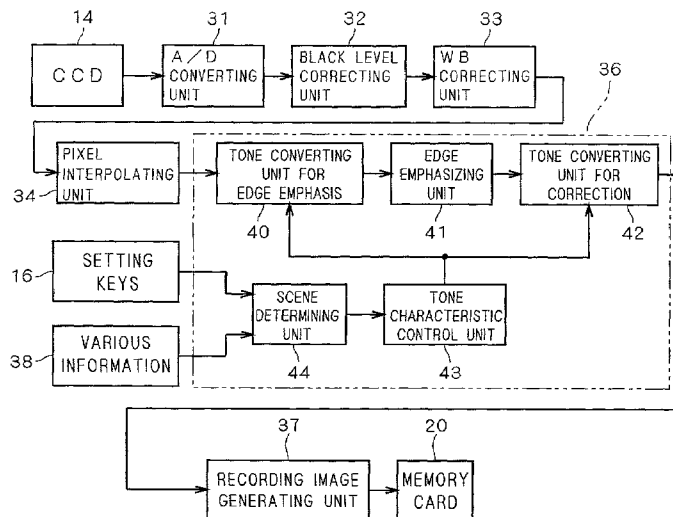 14
31
32
33
CCD
A/D
CONVERTING
UNIT
BLACK LEVEL
CORRECTING
UNIT
WB
CORRECTING
UNIT
36
PIXEL
INTERPOLATING
UNIT
34
TONE CONVERTING
UNIT FOR
EDGE EMPHASIS
40
EDGE
EMPHASIZING
UNIT
41
TONE CONVERTING
UNIT FOR
CORRECTION
42
SETTING
KEYS
16
SCENE
DETERMINING
UNIT
44
TONE
CHARACTERISTIC
CONTROL UNIT
43
VARIOUS
INFORMATION
38
37
20
RECORDING IMAGE
GENERATING UNIT
MEMORY
CARD